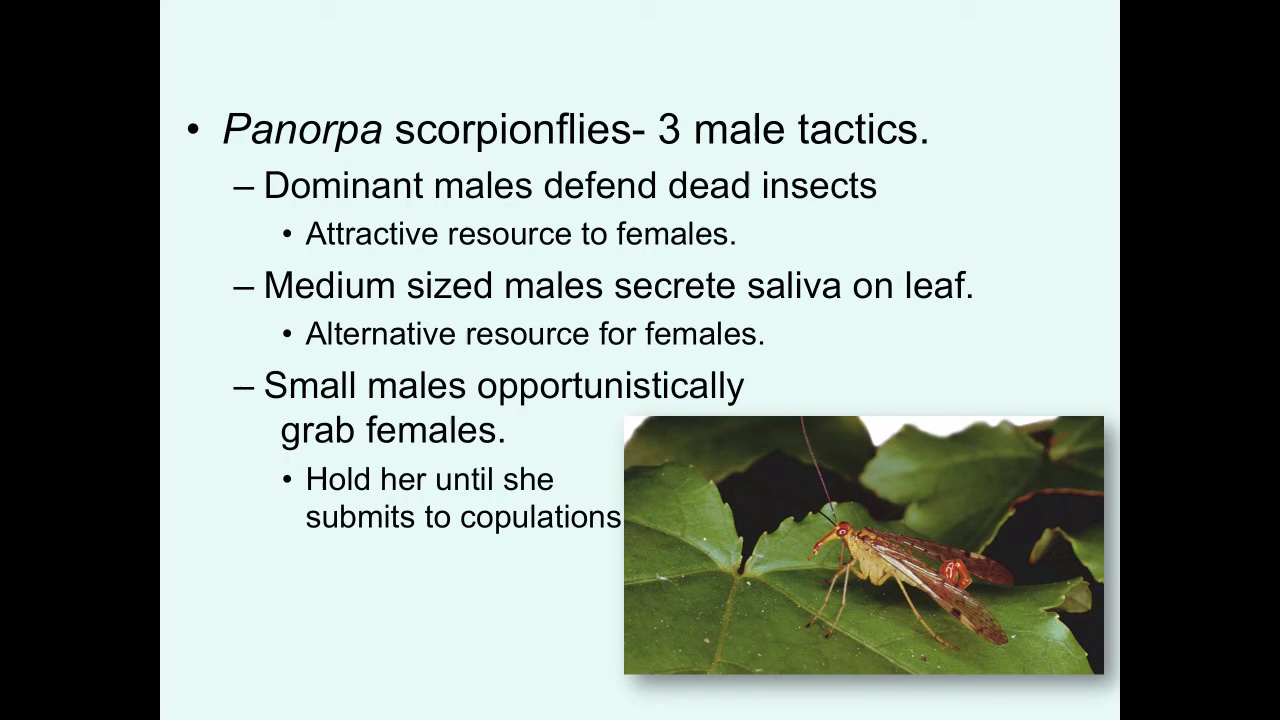 • Panorpa scorpionflies- 3 male tactics.
– Dominant males defend dead insects
• Attractive resource to females.
– Medium sized males secrete saliva on leaf.
• Alternative resource for females.
– Small males opportunistically
grab females.
• Hold her until she
submits to copulations